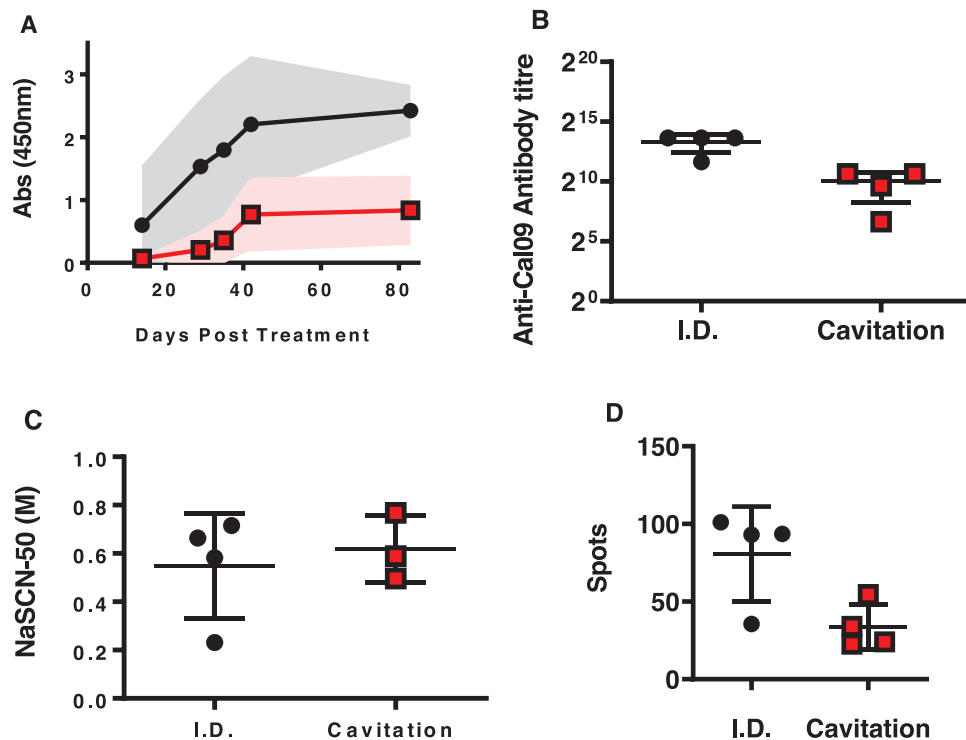 A
Abs (450nm)
3
2
1
0
0 20 40 60 80
Days Post Treatment
B
Anti-Cal09 Antibody titre
2^20
2^15
2^10
2^5
2^0
I.D. Cavitation
C
NaSCN-50 (M)
1.0
0.8
0.6
0.4
0.2
0.0
I.D. Cavitation
D
Spots
150
100
50
0
I.D. Cavitation